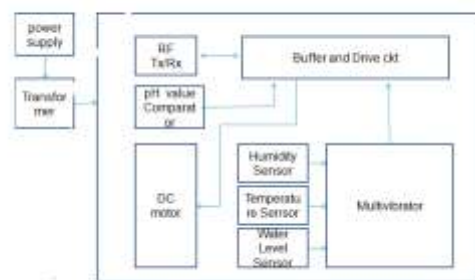 power
supply
Transfor
mer
RF
Tx/Rx
Buffer and Drive ckt
pH value
Comparat
or
DC
motor
Humidity
Sensor
Temperatu
re Sensor
Water
Level
Sensor
Multivibrator